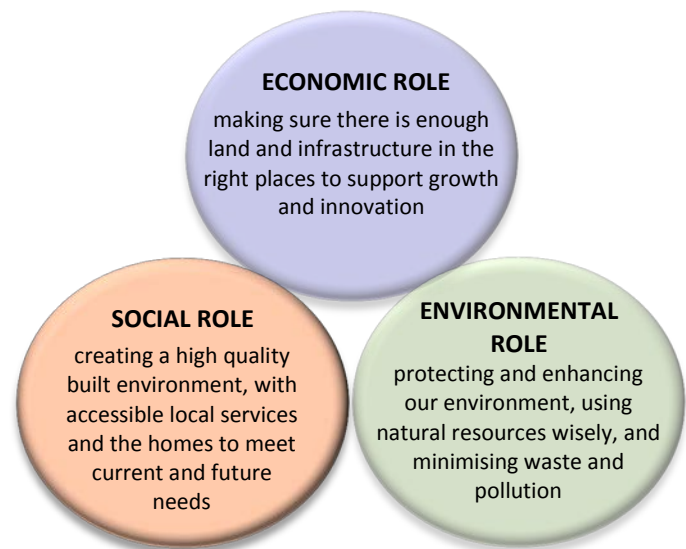 ECONOMIC ROLE
making sure there is enough
land and infrastructure in the
right places to support growth
and innovation
SOCIAL ROLE
creating a high quality
built environment, with
accessible local services
and the homes to meet
current and future
needs
ENVIRONMENTAL
ROLE
protecting and enhancing
our environment, using
natural resources wisely, and
minimising waste and
pollution